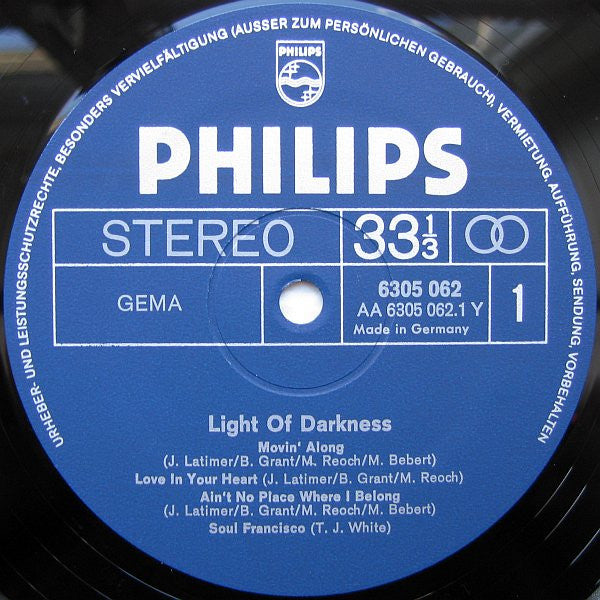 URHEBER- UND LEISTUNGSSCHUTZRECHTE, BESONDERS VERVIELFÄLTIGUNG (AUSSER ZUM PERSÖNLICHEN GEBRAUCH), VERMIETUNG, AUFFÜHRUNG, SENDUNG, VORBEHALTEN
PHILIPS
PHILIPS
STEREO 33 1/3
GEMA
6305 062
AA 6305 062.1 Y
Made in Germany
1
Light Of Darkness
Movin' Along
(J. Latimer/B. Grant/M. Reoch/M. Bebert)
Love In Your Heart (J. Latimer/B. Grant/M. Reoch)
Ain't No Place Where I Belong
(J. Latimer/B. Grant/M. Reoch/M. Bebert)
Soul Francisco (T. J. White)